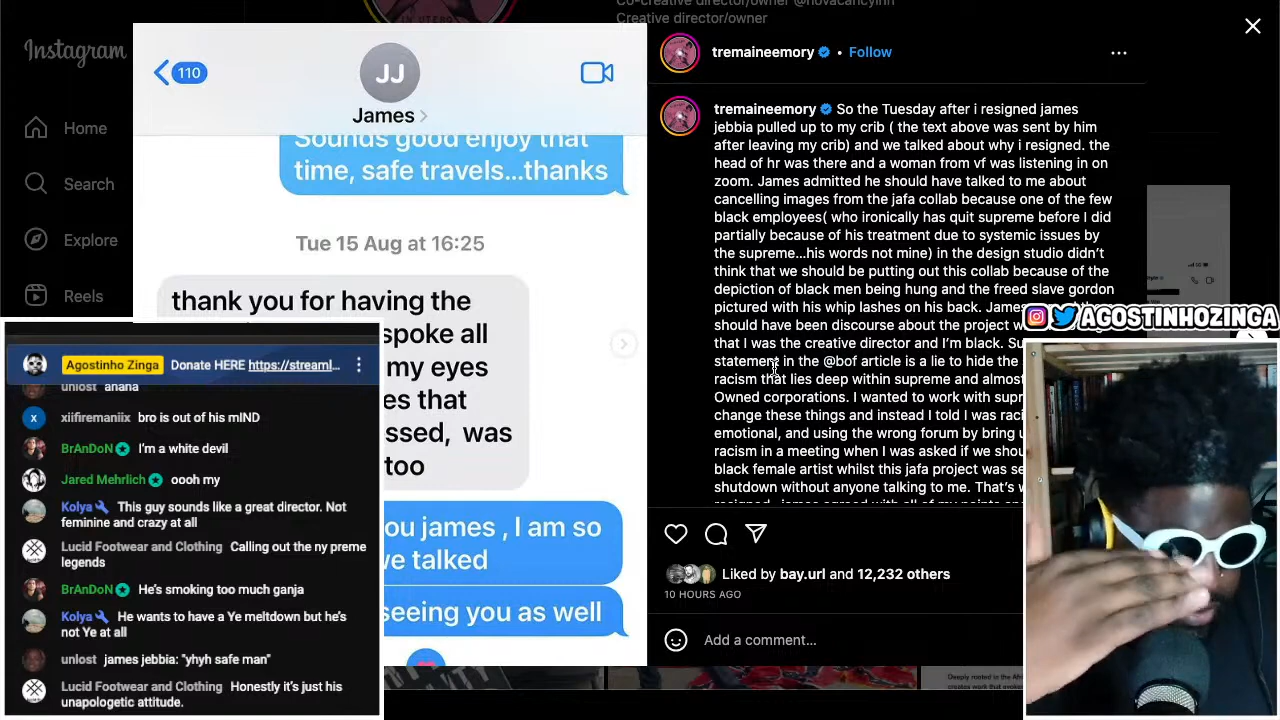 Co-creative director/owner @novacancyinn
Creative director/owner
IN UTERO
Instagram
Home
Search
Explore
Reels
110
JJ
James
Sounds good enjoy that
time, safe travels...thanks
Tue 15 Aug at 16:25
thank you for having the
spoke all
my eyes
es that
ssed, was
too
ou james , I am so
we talked
seeing you as well
tremaineemory • Follow
tremaineemory So the Tuesday after i resigned james
jebbia pulled up to my crib ( the text above was sent by him
after leaving my crib) and we talked about why i resigned. the
head of hr was there and a woman from vf was listening in on
zoom. James admitted he should have talked to me about
cancelling images from the jafa collab because one of the few
black employees( who ironically has quit supreme before I did
partially because of his treatment due to systemic issues by
the supreme...his words not mine) in the design studio didn't
think that we should be putting out this collab because of the
depiction of black men being hung and the freed slave gordon
pictured with his whip lashes on his back. James
should have been discourse about the project w
that I was the creative director and I'm black. Su
statement in the @bof article is a lie to hide the
racism that lies deep within supreme and almost
Owned corporations. I wanted to work with supr
change these things and instead I told I was raci
emotional, and using the wrong forum by bring u
racism in a meeting when I was asked if we shou
black female artist whilst this jafa project was se
shutdown without anyone talking to me. That's w
Liked by bay.url and 12,232 others
10 HOURS AGO
Add a comment...
AGOSTINHOZINGA
Agostinho Zinga Donate HERE https://streaml...
unlost ahaha
x xiifiremaniix bro is out of his mIND
BrAnDoN I'm a white devil
Jared Mehrlich oooh my
Kolya This guy sounds like a great director. Not
feminine and crazy at all
Lucid Footwear and Clothing Calling out the ny preme
legends
BrAnDoN He's smoking too much ganja
Kolya He wants to have a Ye meltdown but he's
not Ye at all
unlost james jebbia: "yhyh safe man"
Lucid Footwear and Clothing Honestly it's just his
unapologetic attitude.